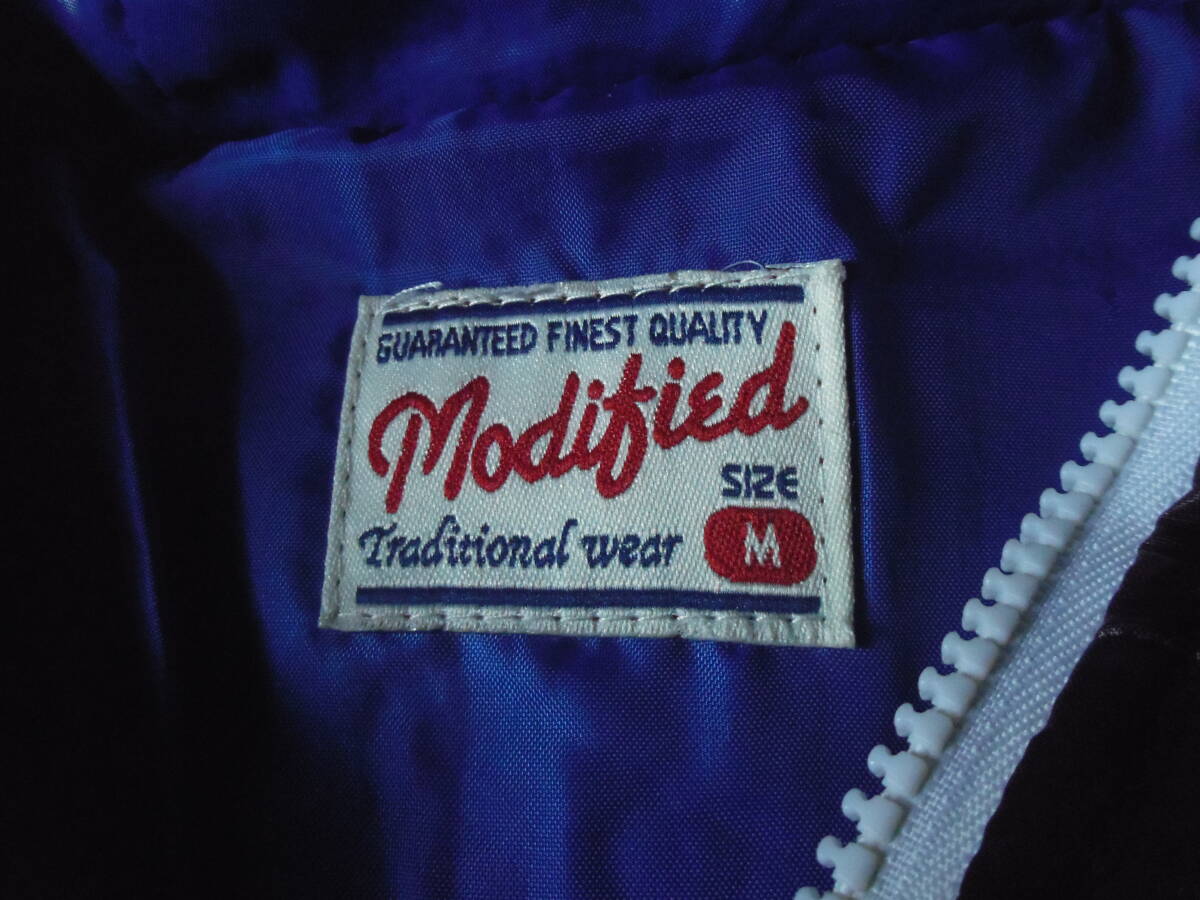 GUARANTEED FINEST QUALITY
Modified
SIZE
Traditional wear
M